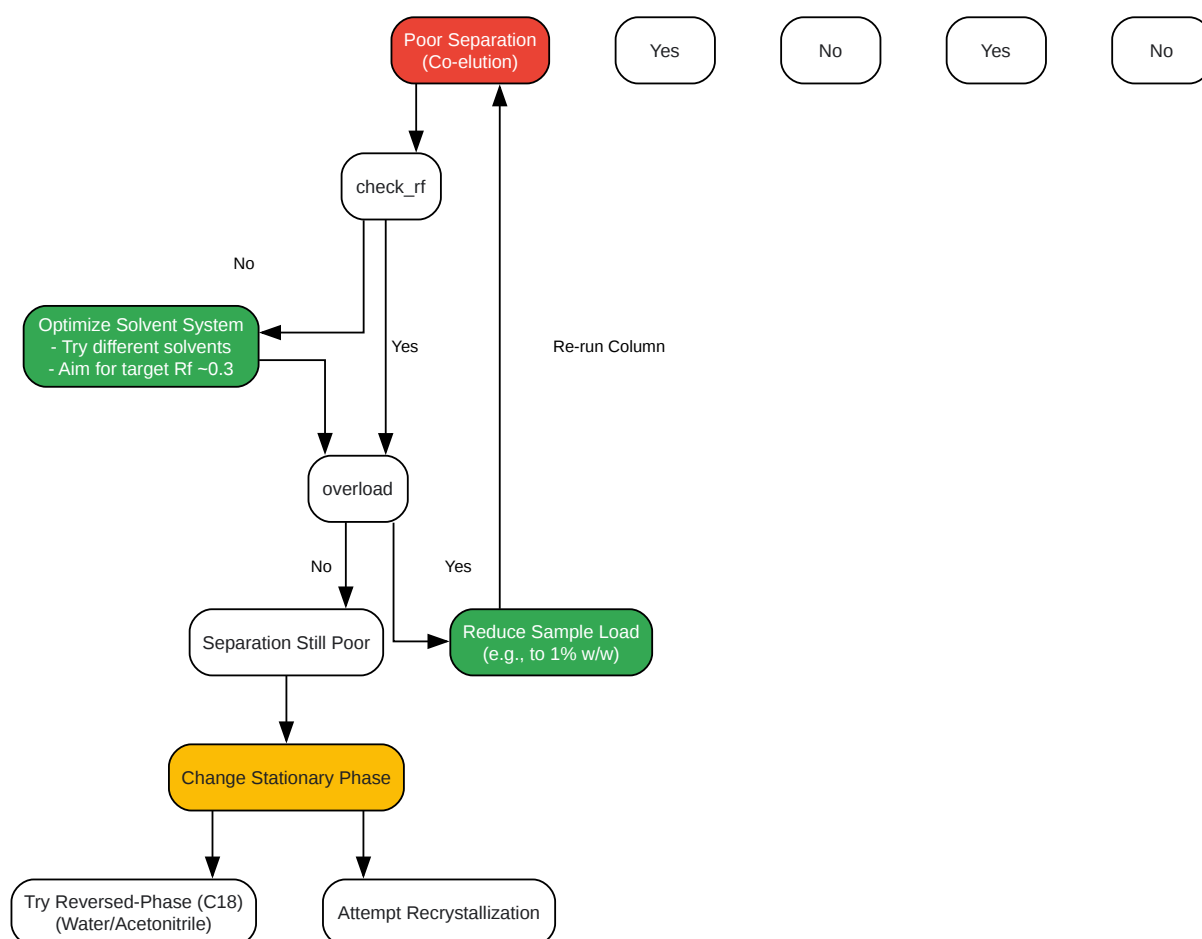 Poor Separation
(Co-elution)
Yes
No
Yes
No
check_rf
No
Optimize Solvent System
- Try different solvents
- Aim for target Rf ~0.3
Yes
Re-run Column
overload
No
Yes
Separation Still Poor
Reduce Sample Load
(e.g., to 1% w/w)
Change Stationary Phase
Try Reversed-Phase (C18)
(Water/Acetonitrile)
Attempt Recrystallization